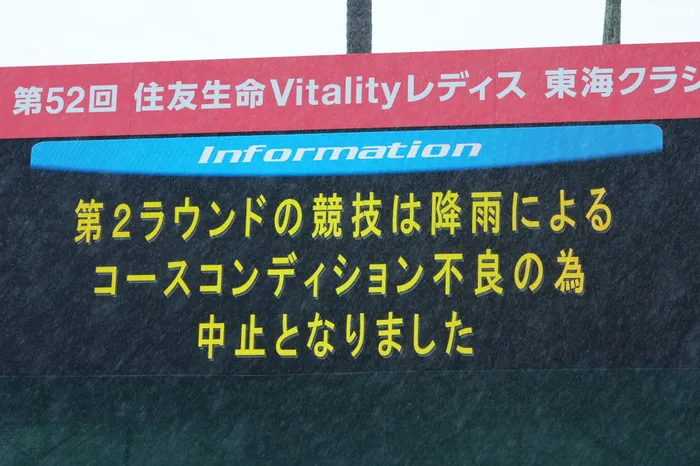 第52回 住友生命Vitalityレディス 東海クラシ
Information
第2ラウンドの競技は降雨による
コースコンディション不良の為
中止となりました